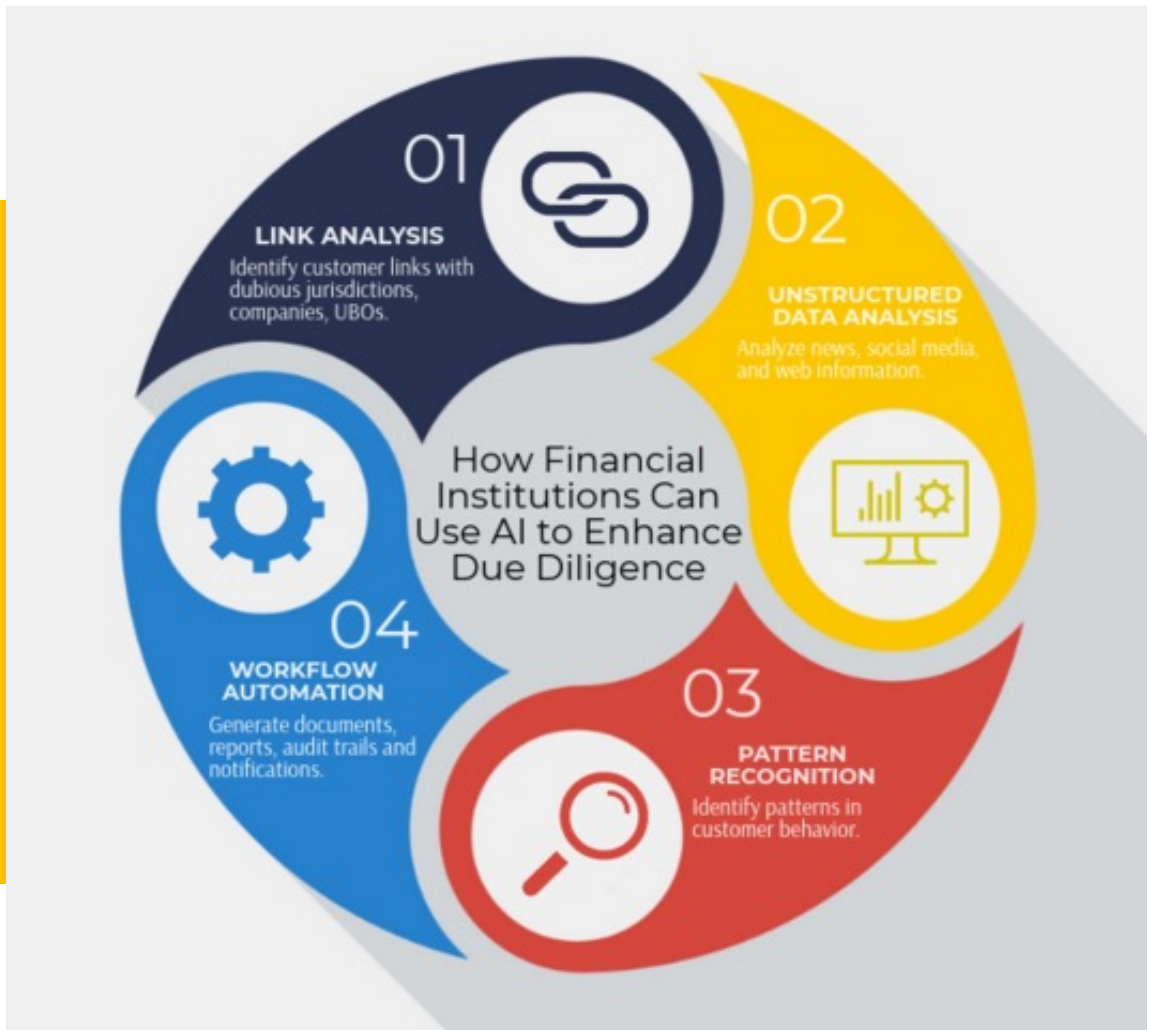 01
LINK ANALYSIS
Identify customer links with
dubious jurisdictions,
companies, UBOs.
02
UNSTRUCTURED
DATA ANALYSIS
Analyze news, social media,
and web information.
How Financial
Institutions Can
Use AI to Enhance
Due Diligence
03
PATTERN
RECOGNITION
Identify patterns in
customer behavior.
04
WORKFLOW
AUTOMATION
Generate documents,
reports, audit trails and
notifications.